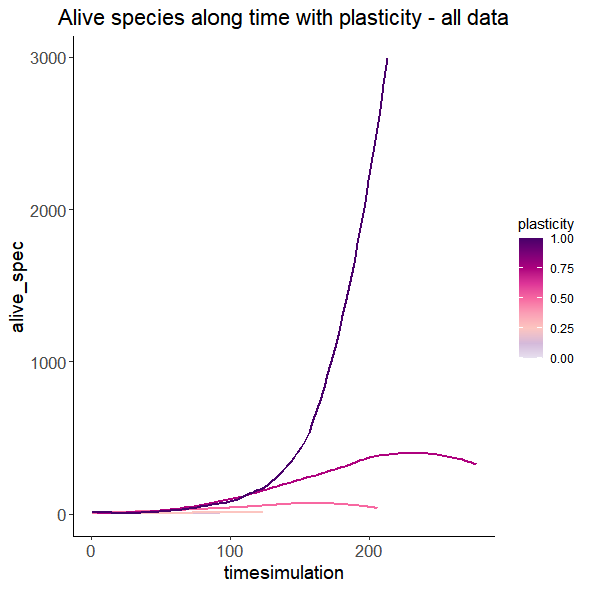 Alive species along time with plasticity - all data
3000
2000
1000
0
alive_spec
0 100 200
timesimulation
plasticity
1.00
0.75
0.50
0.25
0.00